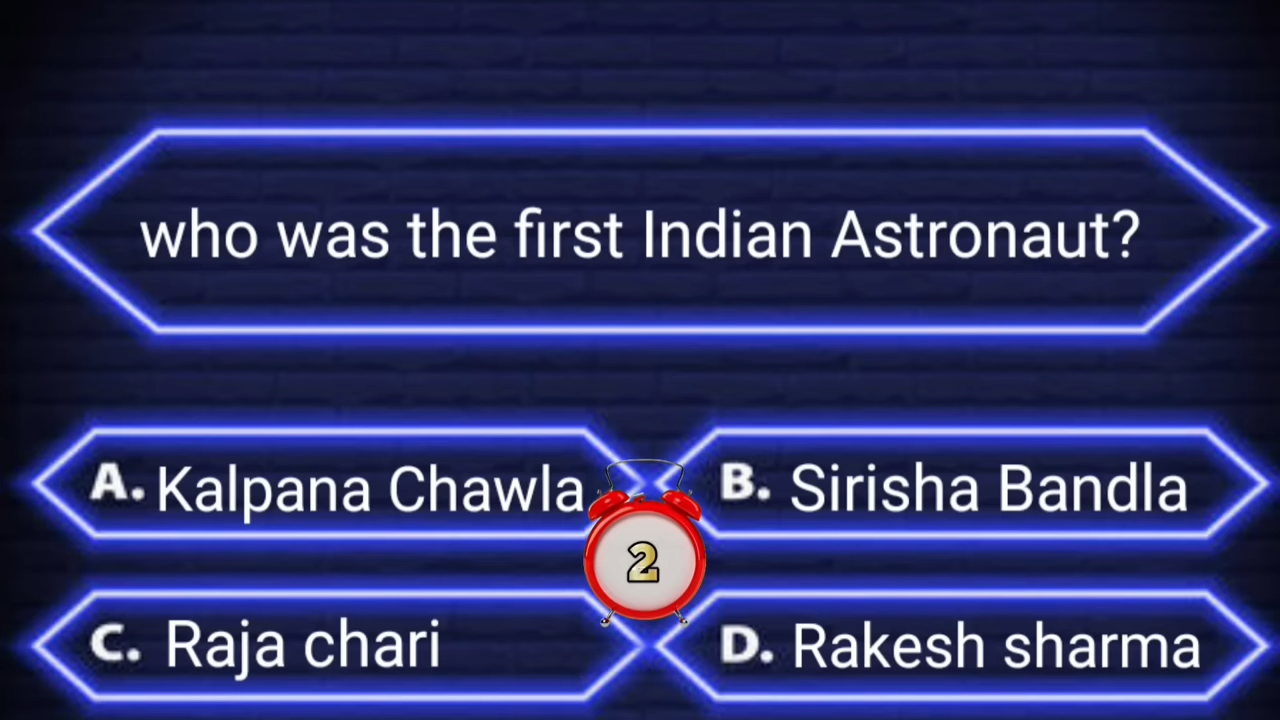 who was the first Indian Astronaut?
A. Kalpana Chawla
B. Sirisha Bandla
2
C. Raja chari
D. Rakesh sharma